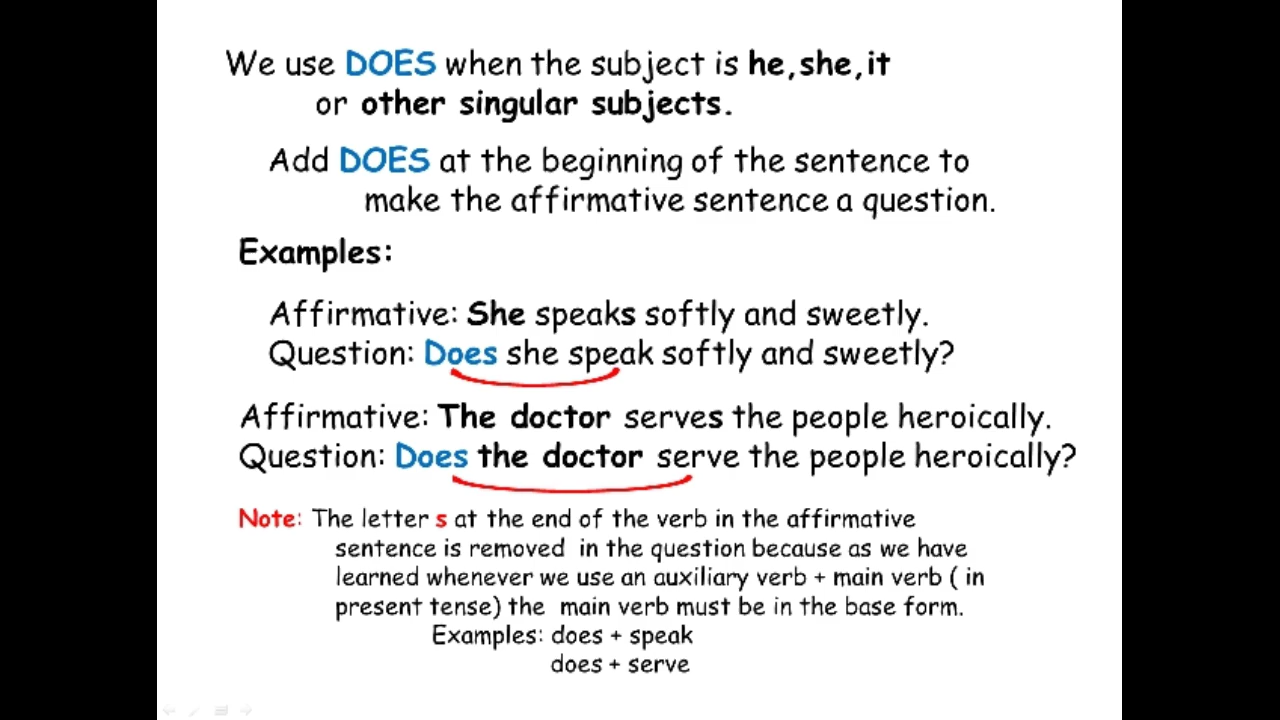 We use DOES when the subject is he,she,it
or other singular subjects.
Add DOES at the beginning of the sentence to
make the affirmative sentence a question.
Examples:
Affirmative: She speaks softly and sweetly.
Question: Does she speak softly and sweetly?
Affirmative: The doctor serves the people heroically.
Question: Does the doctor serve the people heroically?
Note: The letter s at the end of the verb in the affirmative
sentence is removed in the question because as we have
learned whenever we use an auxiliary verb + main verb ( in
present tense) the main verb must be in the base form.
Examples: does + speak
does + serve